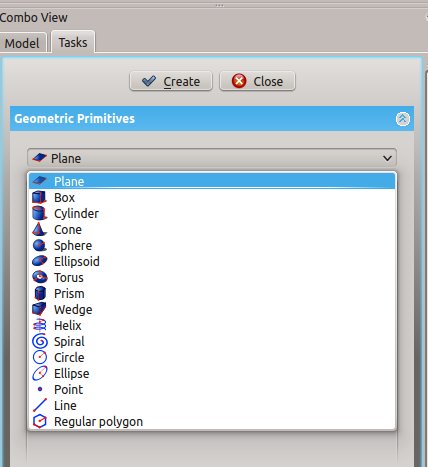 Combo View
Model Tasks
Create Close
Geometric Primitives
Plane
Plane
Box
Cylinder
Cone
Sphere
Ellipsoid
Torus
Prism
Wedge
Helix
Spiral
Circle
Ellipse
Point
Line
Regular polygon